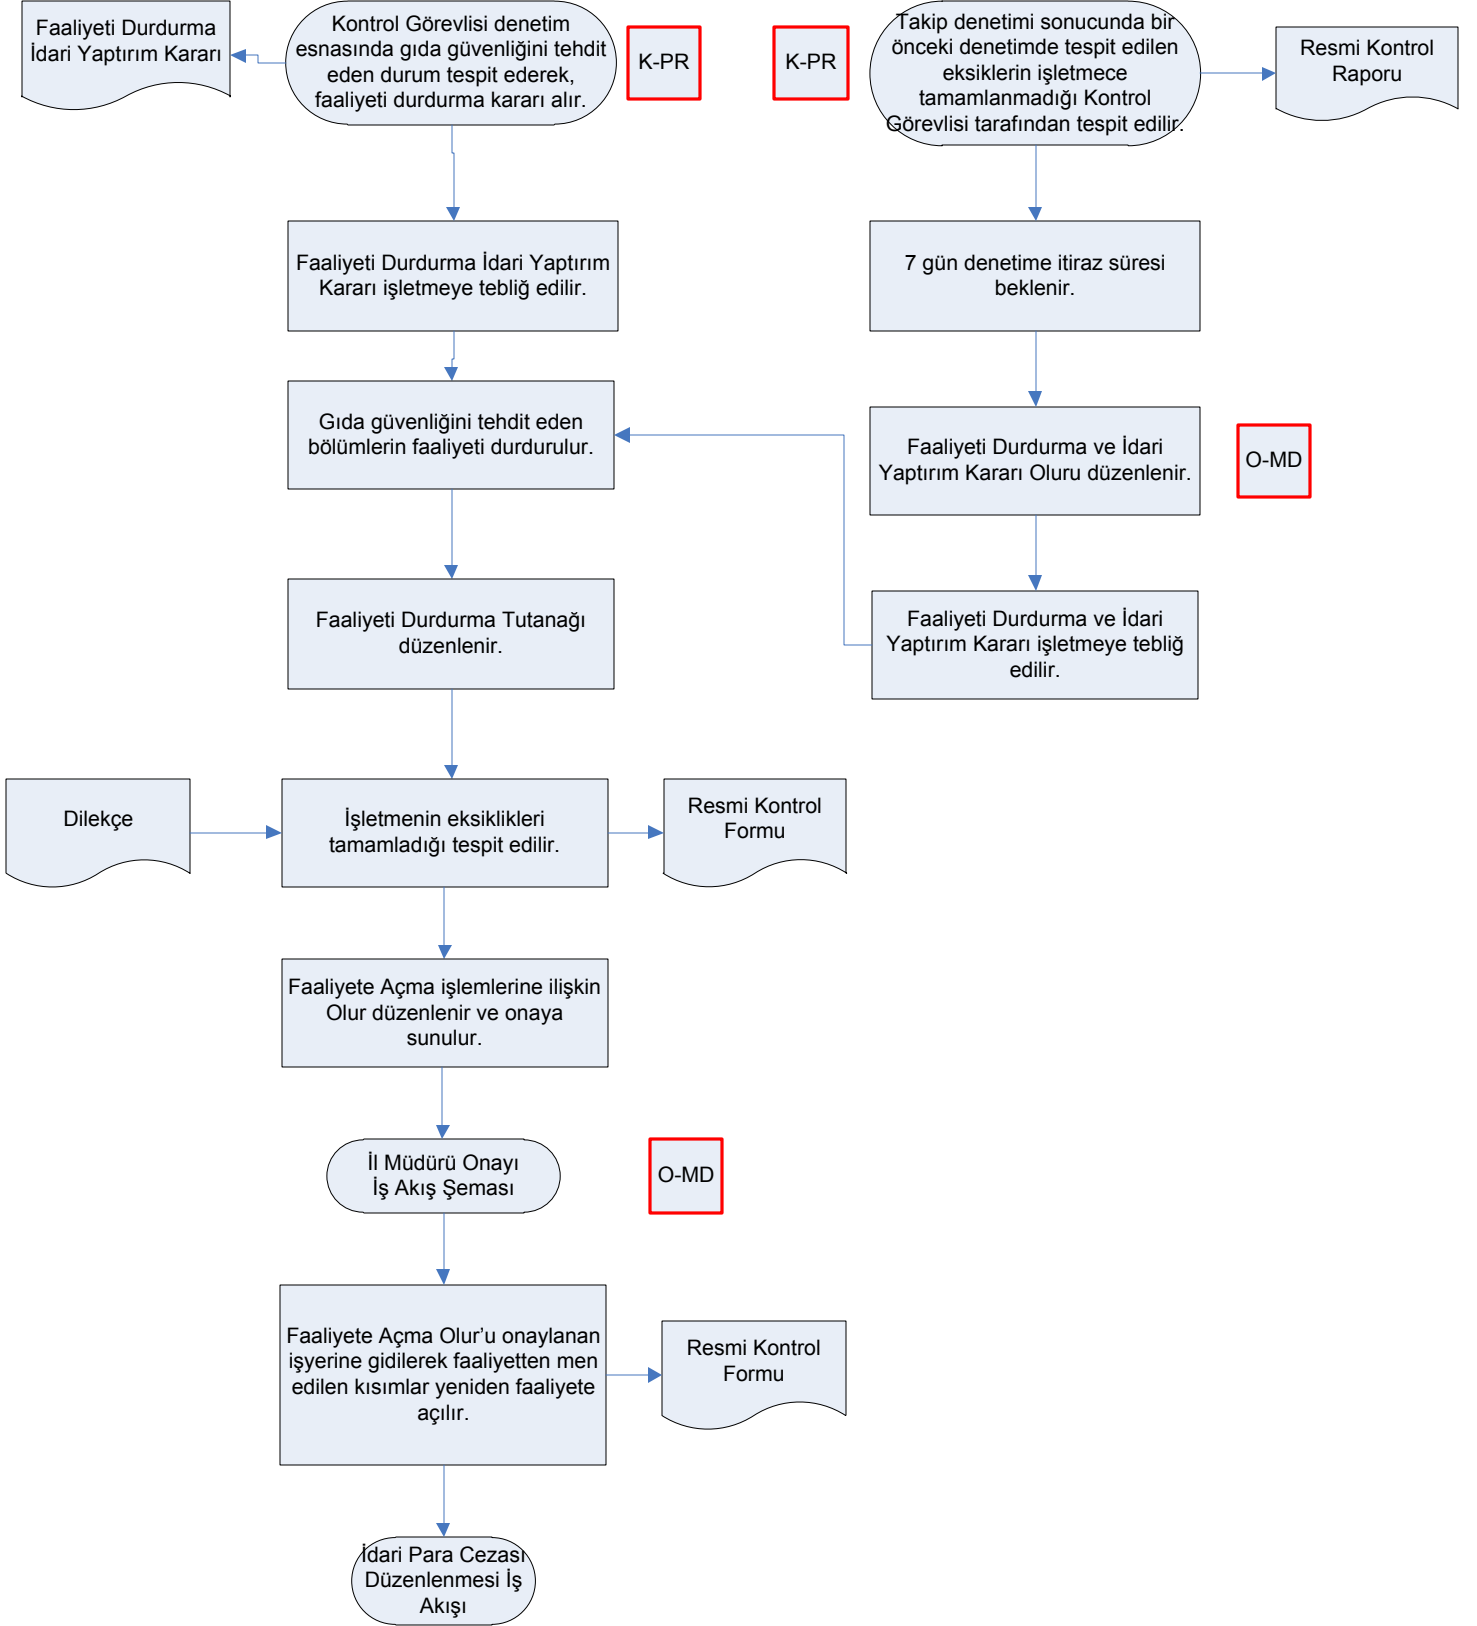 Faaliyeti Durdurma
İdari Yaptırım Kararı
Kontrol Görevlisi denetim
esnasında gıda güvenliğini tehdit
eden durum tespit ederek,
faaliyeti durdurma kararı alır.
K-PR
K-PR
Takip denetimi sonucunda bir
önceki denetimde tespit edilen
eksiklerin işletmece
tamamlanmadığı Kontrol
Görevlisi tarafından tespit edilir.
Resmi Kontrol
Raporu
Faaliyeti Durdurma İdari Yaptırım
Kararı işletmeye tebliğ edilir.
7 gün denetime itiraz süresi
beklenir.
Gıda güvenliğini tehdit eden
bölümlerin faaliyeti durdurulur.
Faaliyeti Durdurma ve İdari
Yaptırım Kararı Oluru düzenlenir.
O-MD
Faaliyeti Durdurma Tutanağı
düzenlenir.
Faaliyeti Durdurma ve İdari
Yaptırım Kararı işletmeye tebliğ
edilir.
Dilekçe
İşletmenin eksiklikleri
tamamladığı tespit edilir.
Resmi Kontrol
Formu
Faaliyete Açma işlemlerine ilişkin
Olur düzenlenir ve onaya
sunulur.
İl Müdürü Onayı
İş Akış Şeması
O-MD
Faaliyete Açma Olur’u onaylanan
işyerine gidilerek faaliyetten men
edilen kısımlar yeniden faaliyete
açılır.
Resmi Kontrol
Formu
İdari Para Cezası
Düzenlenmesi İş
Akışı